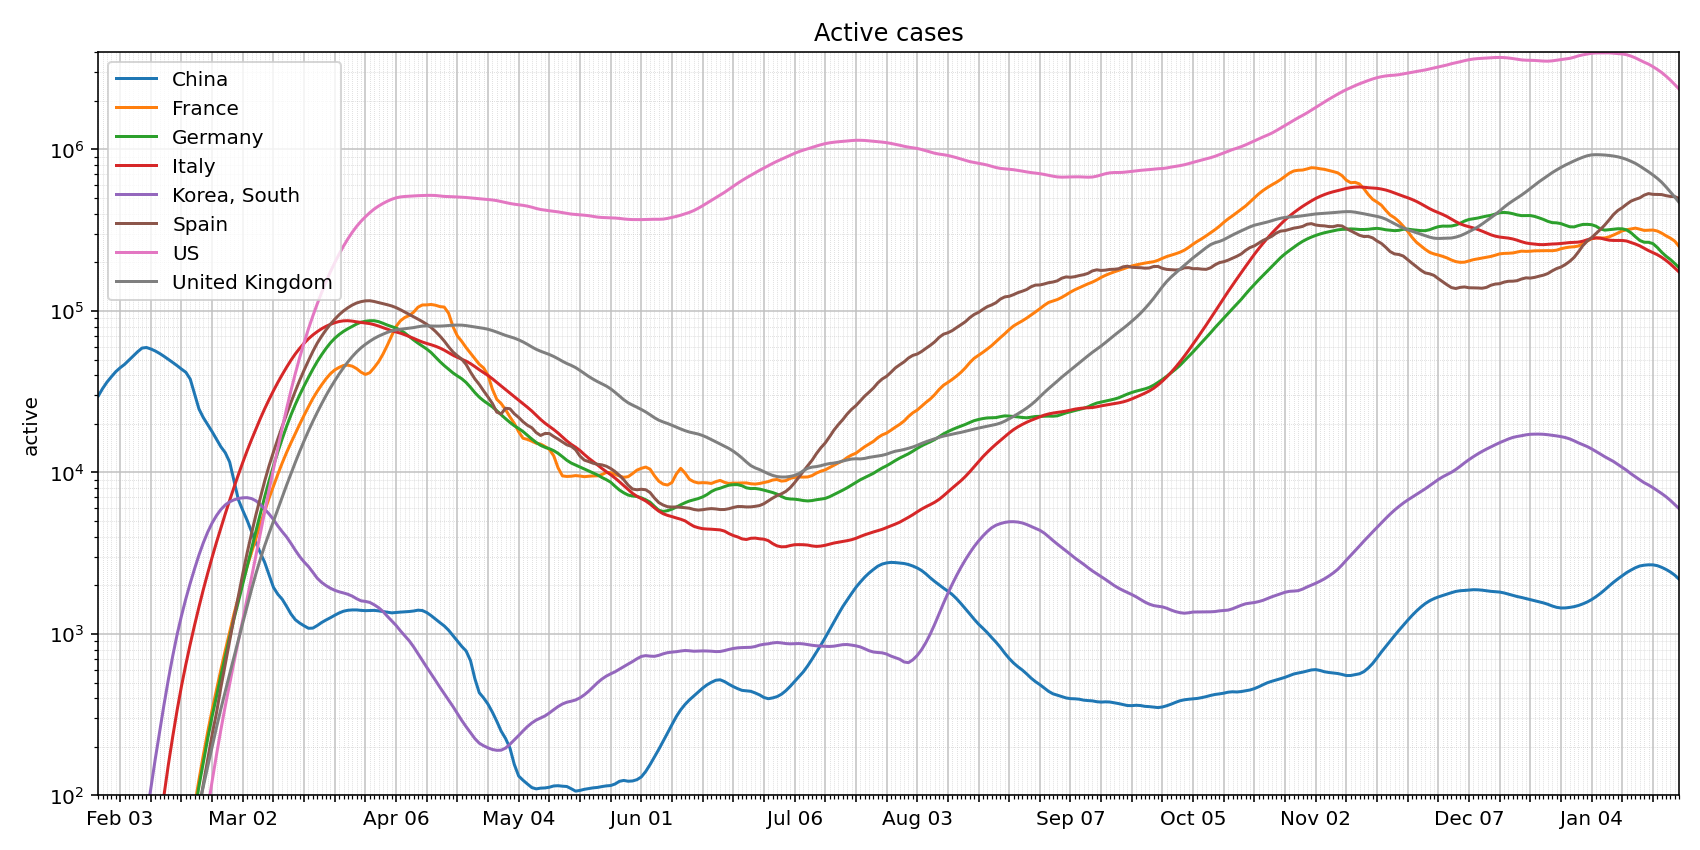 Active cases
China
France
Germany
Italy
Korea, South
Spain
US
United Kingdom
active
10^6
10^5
10^4
10^3
10^2
Feb 03 Mar 02 Apr 06 May 04 Jun 01 Jul 06 Aug 03 Sep 07 Oct 05 Nov 02 Dec 07 Jan 04